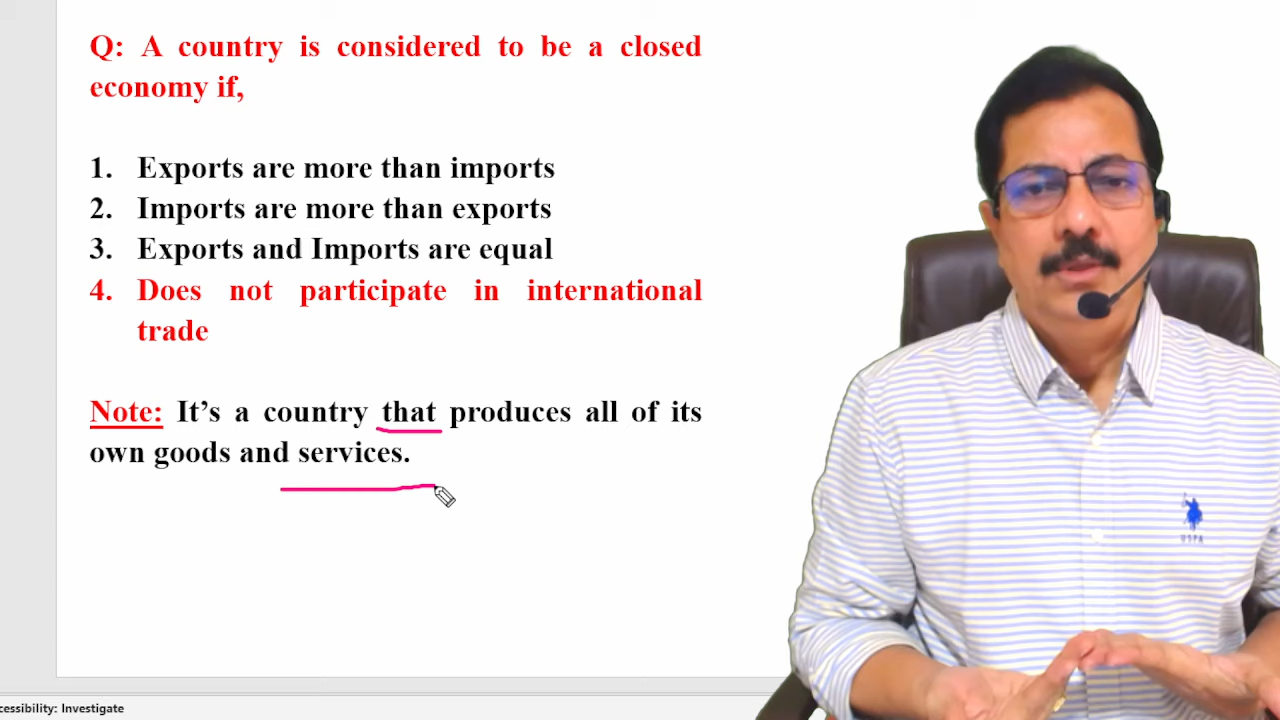 Q: A country is considered to be a closed
economy if,
1. Exports are more than imports
2. Imports are more than exports
3. Exports and Imports are equal
4. Does not participate in international
trade
Note: It’s a country that produces all of its
own goods and services.
USPA
cessibility: Investigate